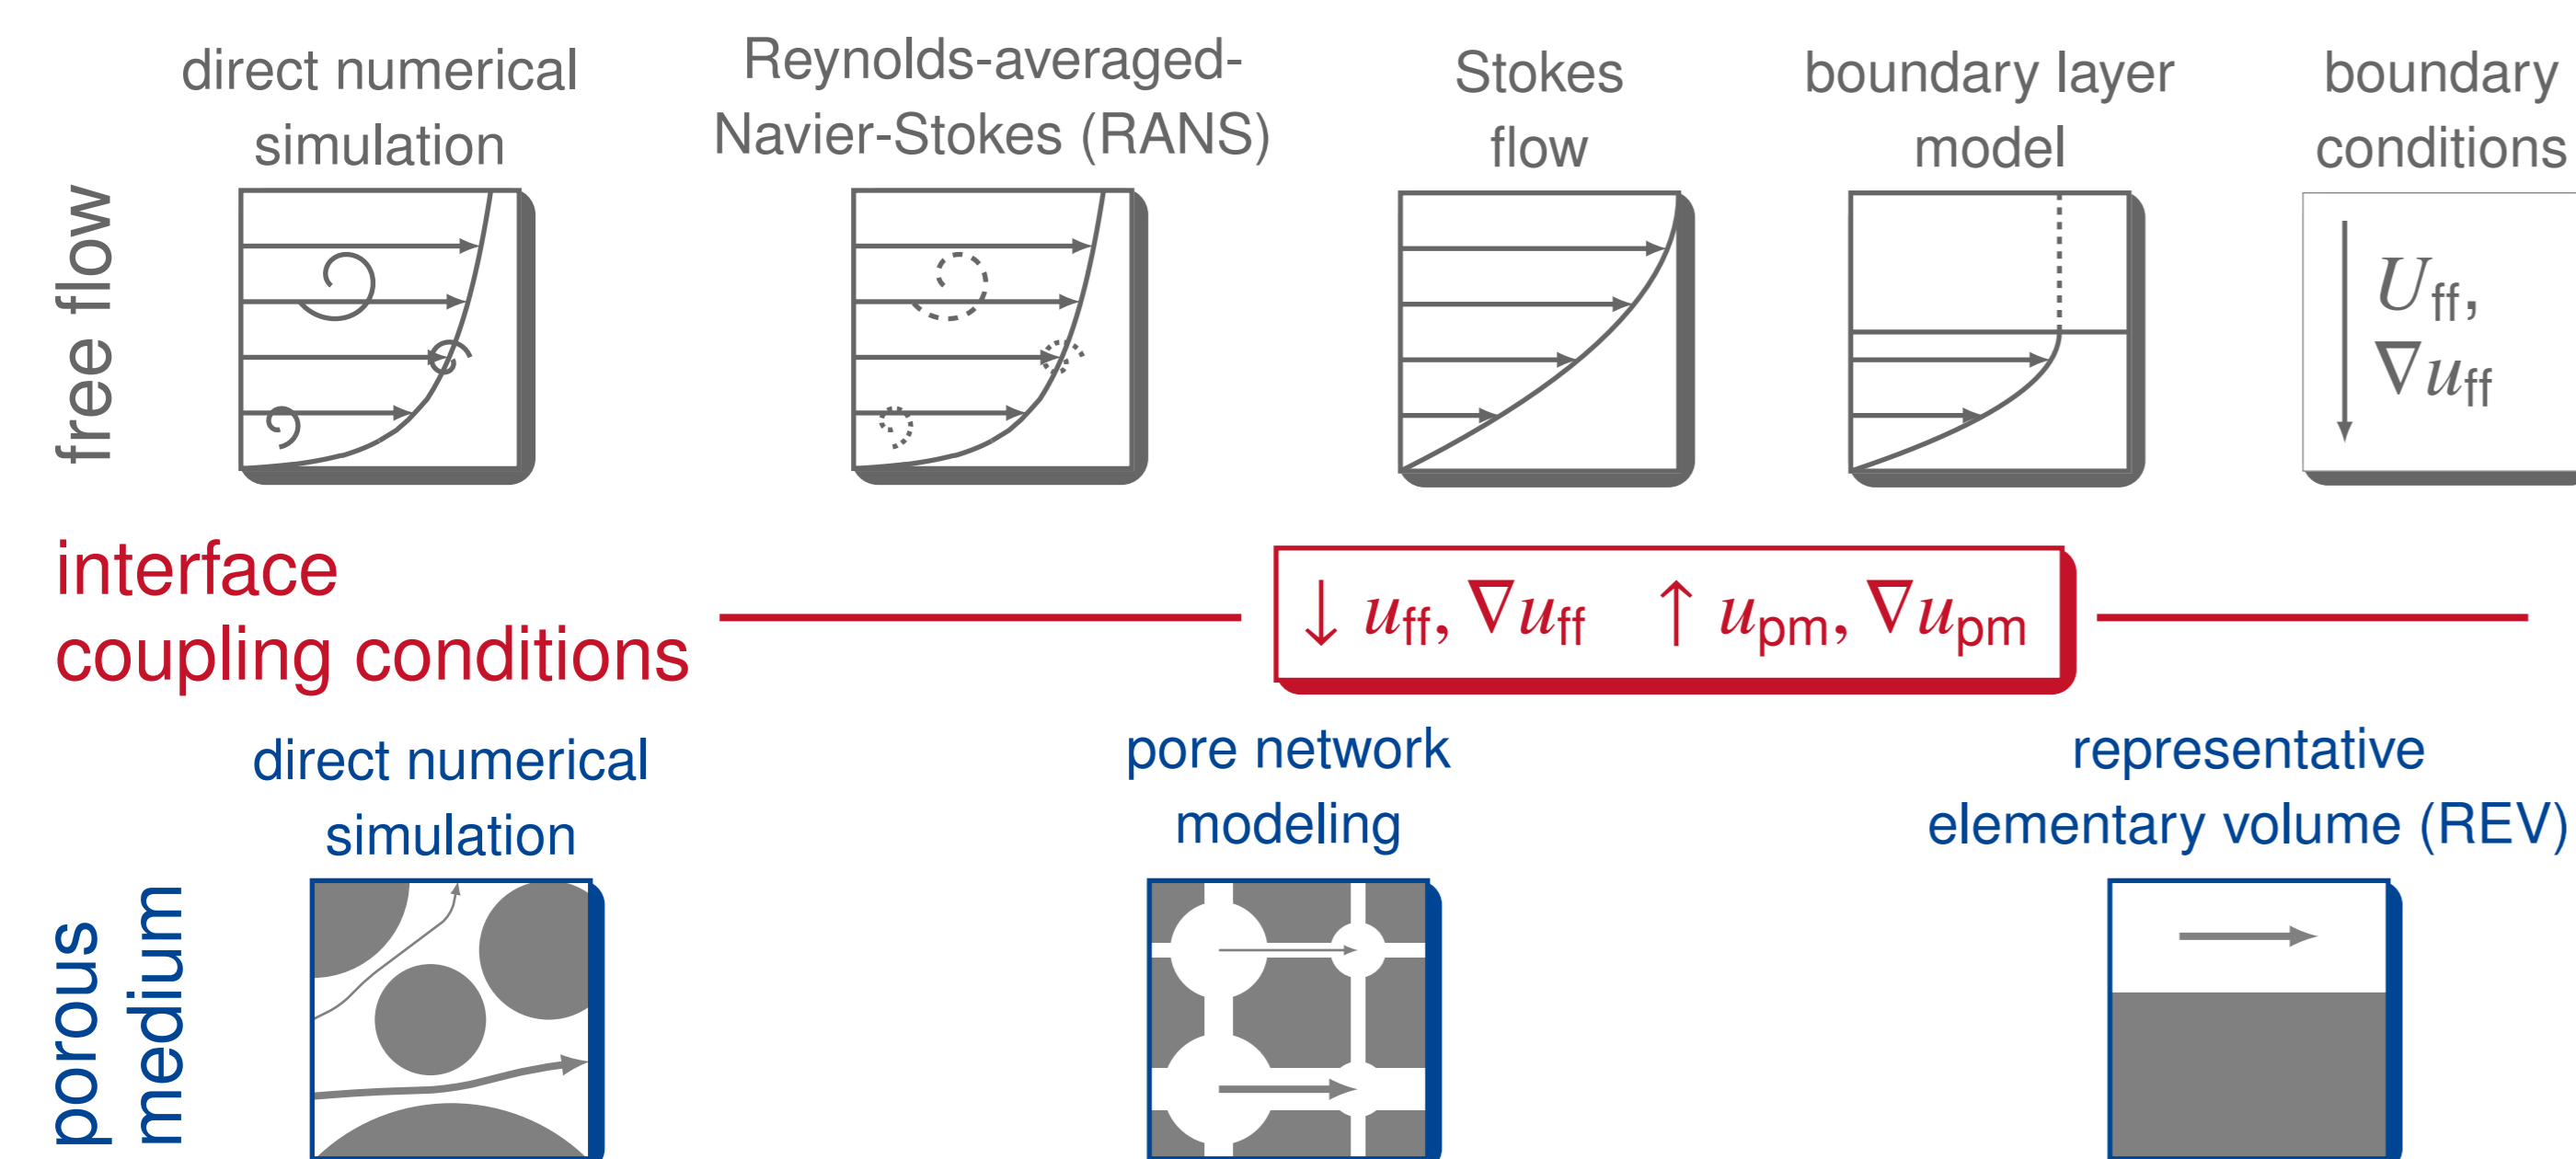 direct numerical
simulation
Reynolds-averaged-
Navier-Stokes (RANS)
Stokes
flow
boundary layer
model
boundary
conditions
free flow
U_ff,
∇u_ff
interface
coupling conditions
↓ u_ff, ∇u_ff ↑ u_pm, ∇u_pm
direct numerical
simulation
pore network
modeling
representative
elementary volume (REV)
porous
medium